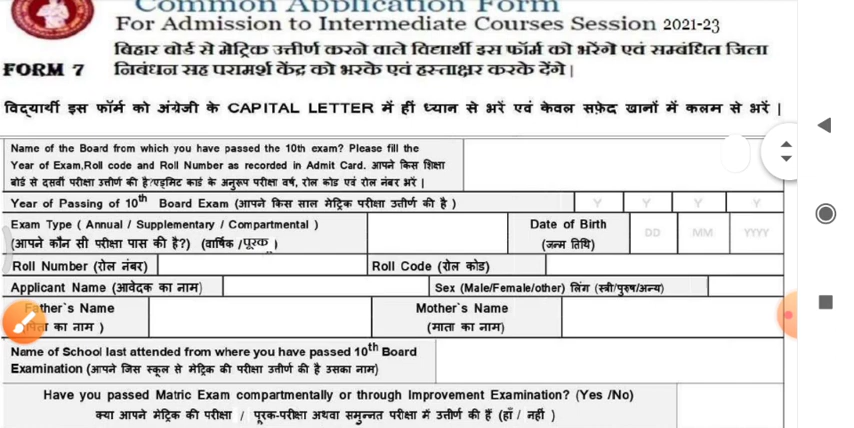 Common Application Form
For Admission to Intermediate Courses Session 2021-23
बिहार बोर्ड से मेट्रिक उत्तीर्ण करने वाले विद्यार्थी इस फॉर्म को भरेंगे एवं सम्बंधित जिला
FORM 7 निबंधन सह परामर्श केंद्र को भरके एवं हस्ताक्षर करके देंगे |
विद्यार्थी इस फॉर्म को अंग्रेजी के CAPITAL LETTER में हीं ध्यान से भरें एवं केवल सफ़ेद खानों में कलम से भरें |
Name of the Board from which you have passed the 10th exam? Please fill the
Year of Exam,Roll code and Roll Number as recorded in Admit Card. आपने किस शिक्षा
बोर्ड से दसवीं परीक्षा उत्तीर्ण की है?एडमिट कार्ड के अनुरूप परीक्षा वर्ष, रोल कोड एवं रोल नंबर भरें |
Year of Passing of 10th Board Exam (आपने किस साल मेट्रिक परीक्षा उतीर्ण की है ) Y Y Y Y
Exam Type ( Annual / Supplementary / Compartmental ) Date of Birth DD MM YYYY
(आपने कौन सी परीक्षा पास की है?) (वार्षिक /पूरक ) (जन्म तिथि)
Roll Number (रोल नंबर) Roll Code (रोल कोड)
Applicant Name (आवेदक का नाम) Sex (Male/Female/other) लिंग (स्त्री/पुरुष/अन्य)
Father`s Name Mother`s Name
का नाम ) (माता का नाम)
Name of School last attended from where you have passed 10th Board
Examination (आपने जिस स्कूल से मेट्रिक की परीक्षा उतीर्ण की है उसका नाम)
Have you passed Matric Exam compartmentally or through Improvement Examination? (Yes /No)
क्या आपने मेट्रिक की परीक्षा / पूरक-परीक्षा अथवा समुन्नत परीक्षा में उत्तीर्ण की हैं (हाँ / नहीं )